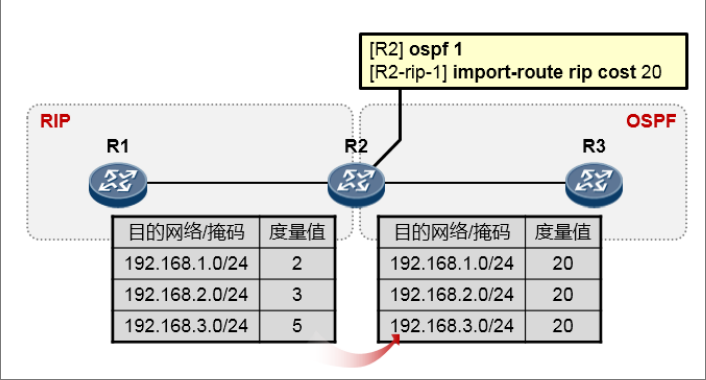 [R2] ospf 1
[R2-rip-1] import-route rip cost 20
RIP
OSPF
R1
R2
R3
目的网络/掩码 度量值
192.168.1.0/24 2
192.168.2.0/24 3
192.168.3.0/24 5
目的网络/掩码 度量值
192.168.1.0/24 20
192.168.2.0/24 20
192.168.3.0/24 20